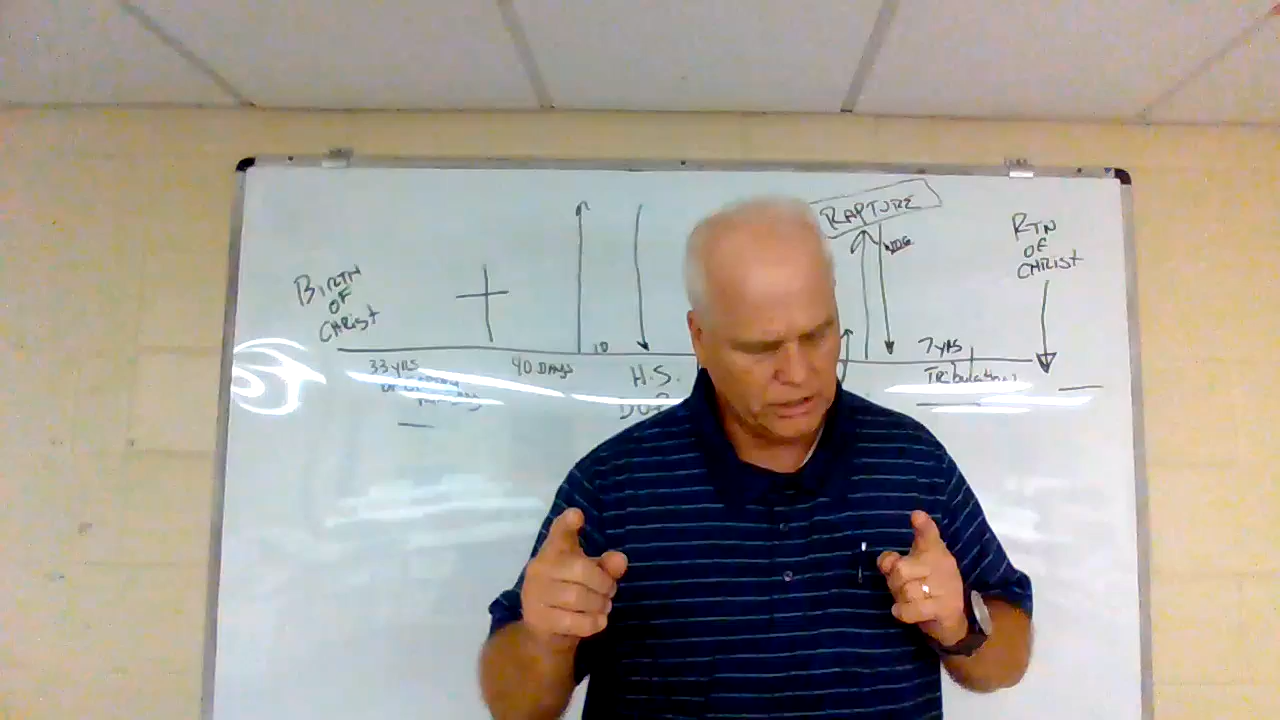 RAPTURE
BIRTH
OF
CHRIST
RTN
OF
CHRIST
10
7 YRS
33 YRS
40 DAYS
H.S.
Tribulation